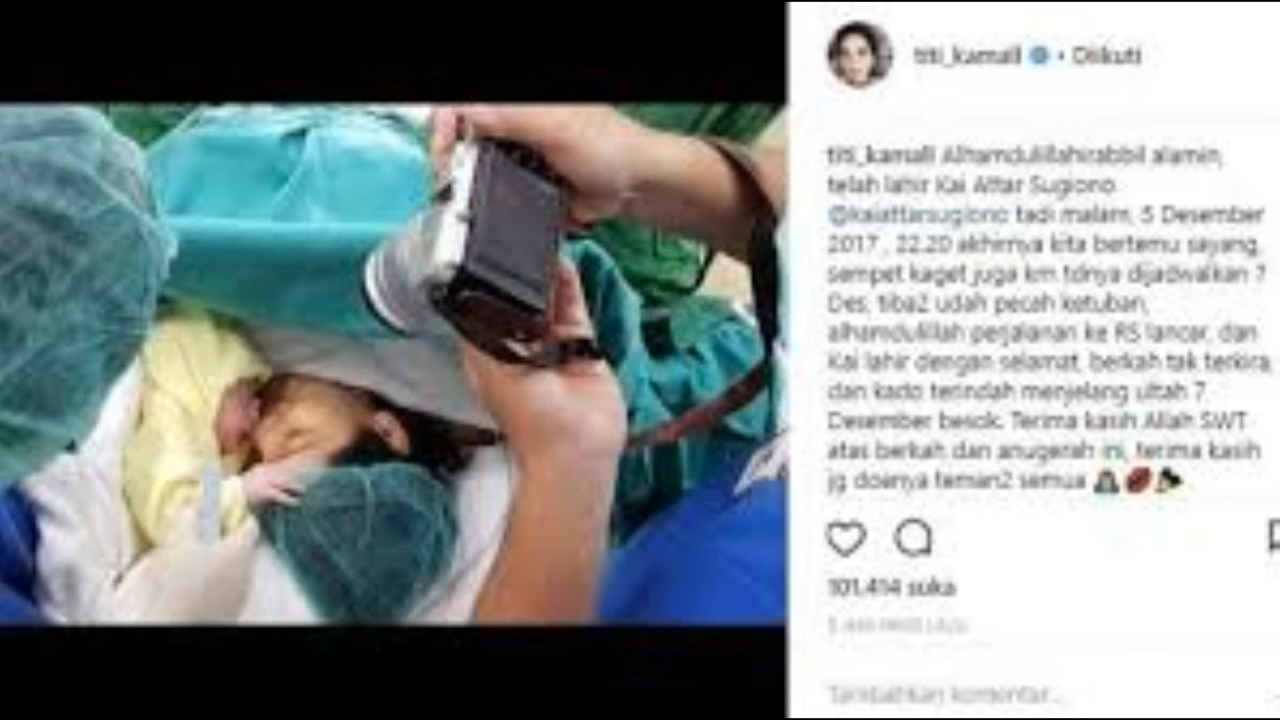 titi_kamall • Diikuti
titi_kamall Alhamdulillahirabbil alamin,
telah lahir Kai Attar Sugiono
@kaiattarsugiono tadi malam, 5 Desember
2017 , 22.20 akhirnya kita bertemu sayang,
sempet kaget juga krn tdnya dijadwalkan 7
Des, tiba2 udah pecah ketuban,
alhamdulillah perjalanan ke RS lancar, dan
Kai lahir dengan selamat, berkah tak terkira,
dan kado terindah menjelang ultah 7
Desember besok. Terima kasih Allah SWT
atas berkah dan anugerah ini, terima kasih
jg doanya teman2 semua
101.414 suka
Tambahkan komentar...